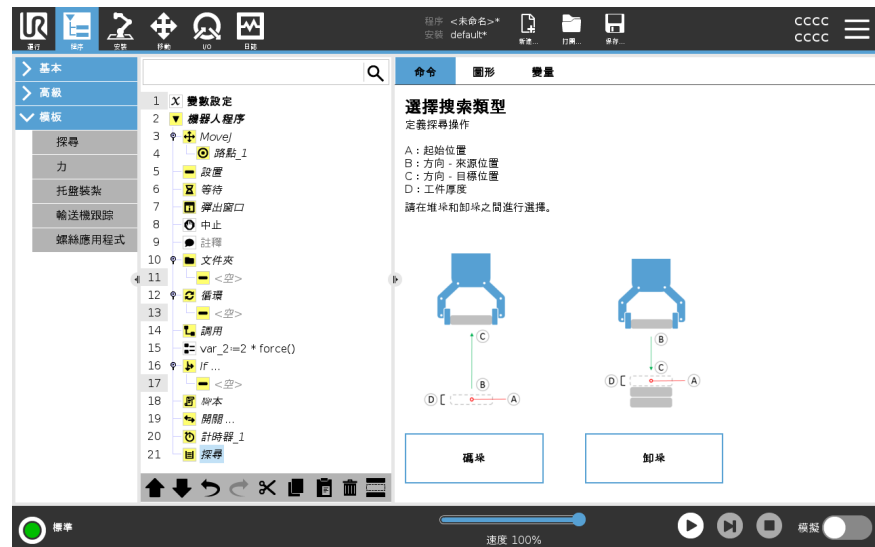 UR
運行
程序
安裝
移動
I/O
日誌
程序 <未命名>*
安裝 default*
新建...
打開...
保存...
CCCC
CCCC
基本
高級
模板
探尋
力
托盤裝紮
輸送機跟踪
螺絲應用程式
1 X 變數設定
2 機器人程序
3 MoveJ
4 路點_1
5 設置
6 等待
7 彈出窗口
8 中止
9 註釋
10 文件夾
11 <空>
12 循環
13 <空>
14 調用
15 var_2:=2 * force()
16 If ...
17 <空>
18 腳本
19 開關 ...
20 計時器_1
21 探尋
命令 圖形 變量
選擇搜索類型
定義探尋操作
A：起始位置
B：方向 - 來源位置
C：方向 - 目標位置
D：工件厚度
請在堆垛和卸垛之間進行選擇。
C
B
D
A
B
C
D
A
碼垛
卸垛
標準
速度 100%
模擬